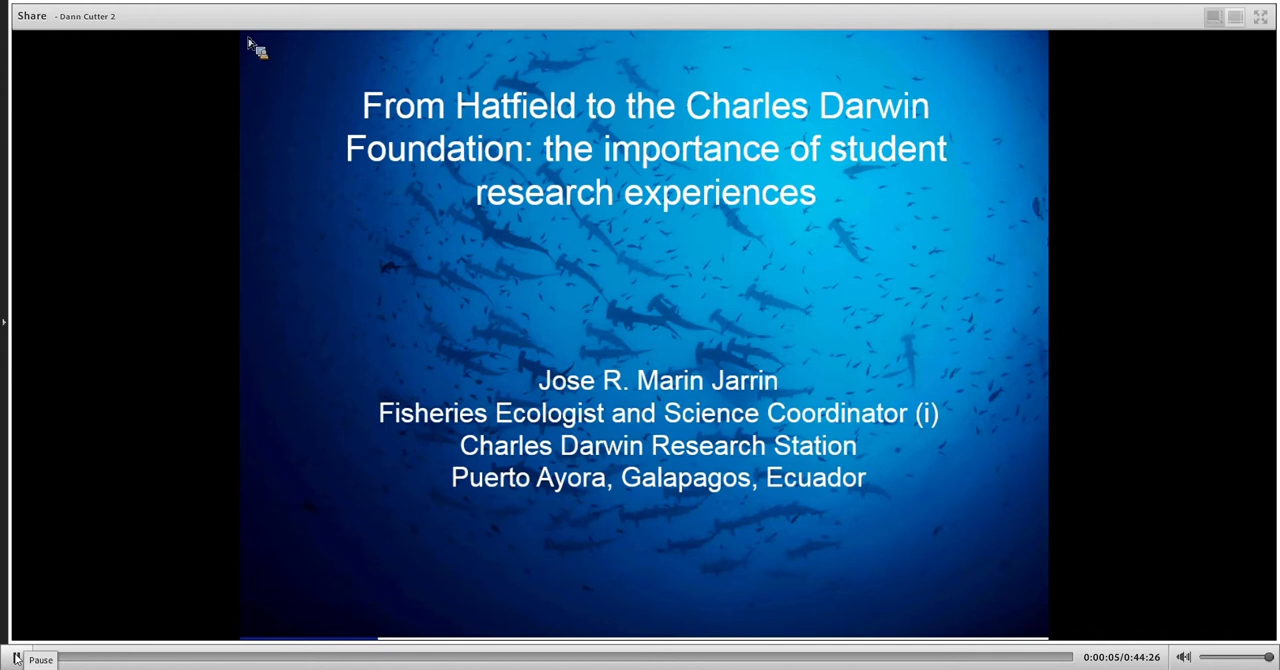 Share - Dann Cutter 2
From Hatfield to the Charles Darwin
Foundation: the importance of student
research experiences
Jose R. Marin Jarrin
Fisheries Ecologist and Science Coordinator (i)
Charles Darwin Research Station
Puerto Ayora, Galapagos, Ecuador
Pause
0:00:05/0:44:26